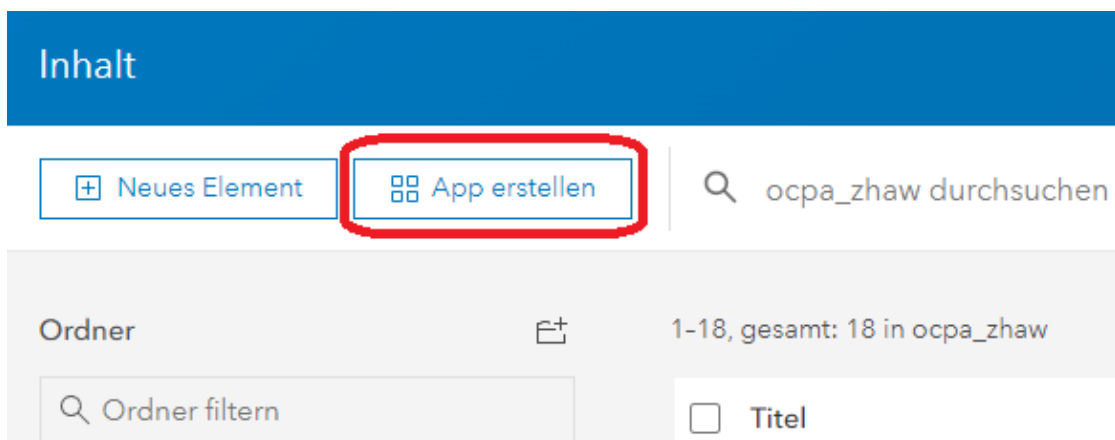 Inhalt
Neues Element
App erstellen
ocpa_zhaw durchsuchen
Ordner
1–18, gesamt: 18 in ocpa_zhaw
Ordner filtern
Titel